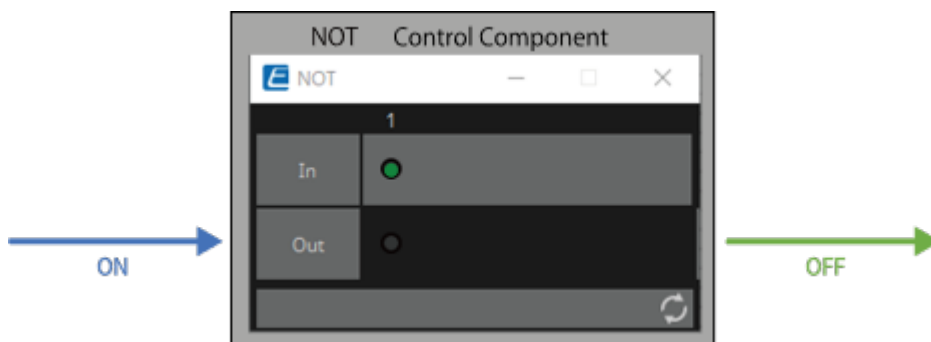 NOT Control Component
NOT
1
In
Out
ON
OFF